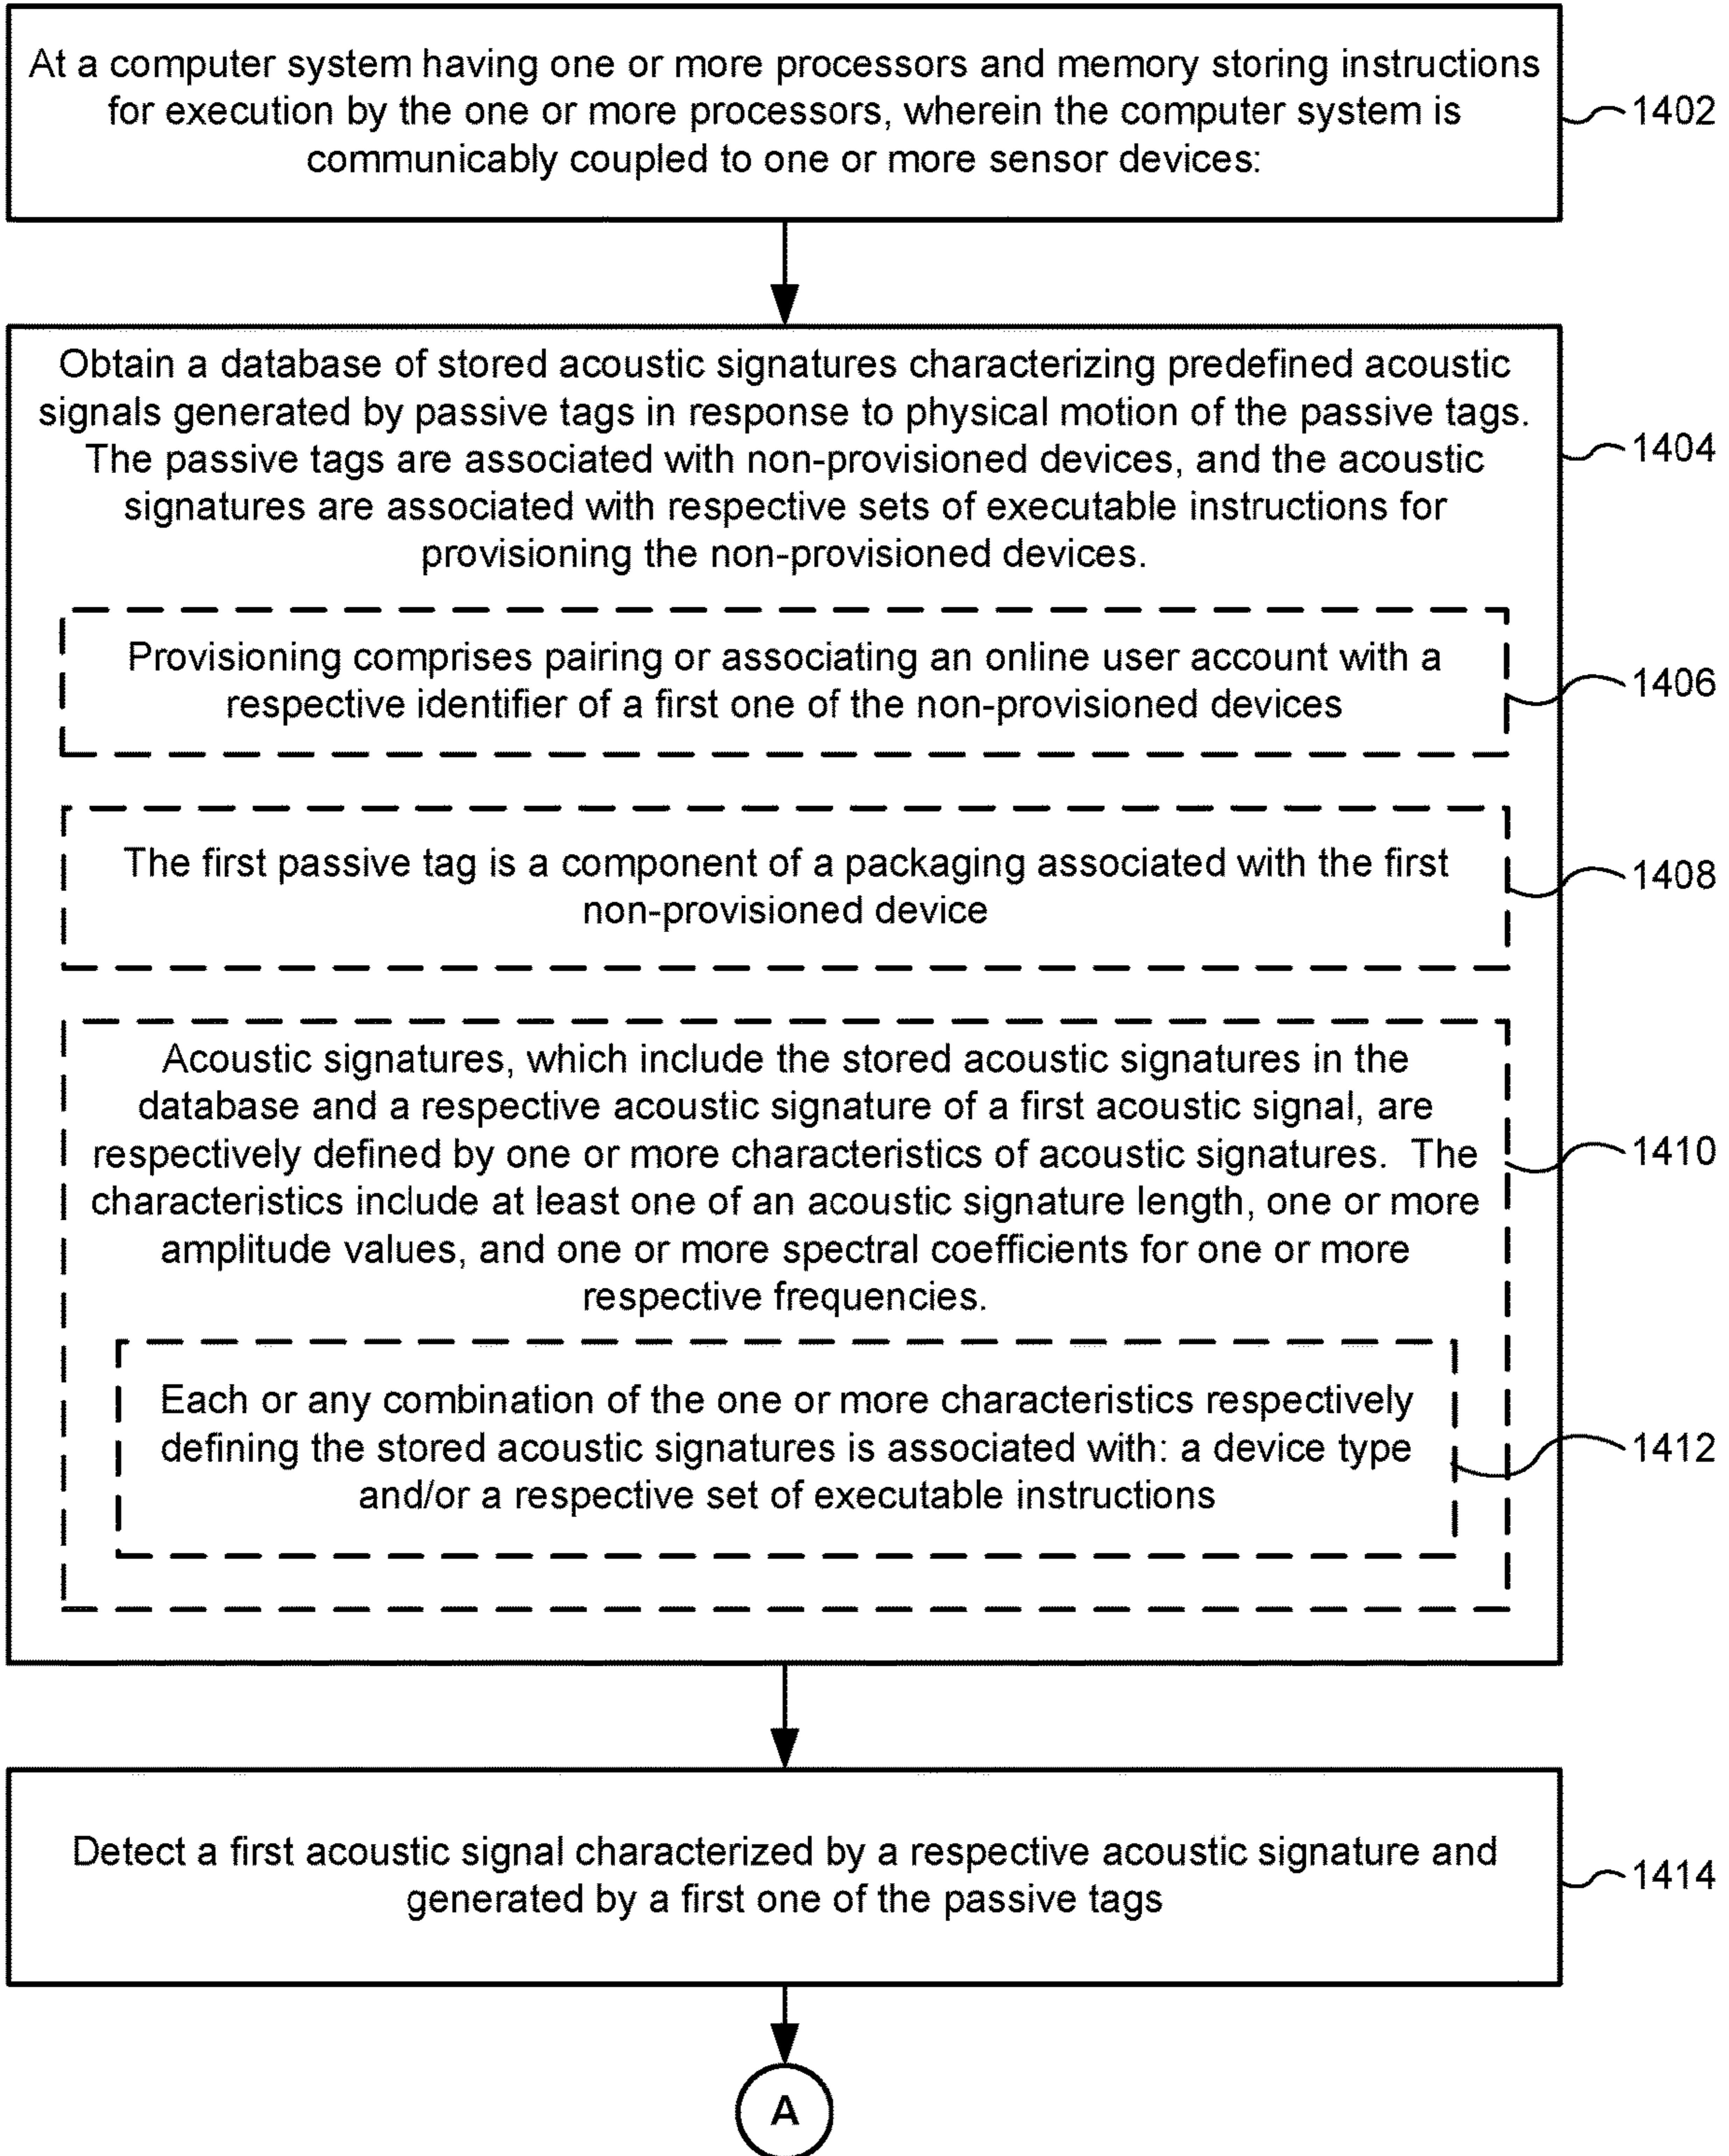 At a computer system having one or more processors and memory storing instructions
for execution by the one or more processors, wherein the computer system is
communicably coupled to one or more sensor devices:
1402
Obtain a database of stored acoustic signatures characterizing predefined acoustic
signals generated by passive tags in response to physical motion of the passive tags.
The passive tags are associated with non-provisioned devices, and the acoustic
signatures are associated with respective sets of executable instructions for
provisioning the non-provisioned devices.
1404
Provisioning comprises pairing or associating an online user account with a
respective identifier of a first one of the non-provisioned devices
1406
The first passive tag is a component of a packaging associated with the first
non-provisioned device
1408
Acoustic signatures, which include the stored acoustic signatures in the
database and a respective acoustic signature of a first acoustic signal, are
respectively defined by one or more characteristics of acoustic signatures.  The
characteristics include at least one of an acoustic signature length, one or more
amplitude values, and one or more spectral coefficients for one or more
respective frequencies.
1410
Each or any combination of the one or more characteristics respectively
defining the stored acoustic signatures is associated with: a device type
and/or a respective set of executable instructions
1412
Detect a first acoustic signal characterized by a respective acoustic signature and
generated by a first one of the passive tags
1414
A